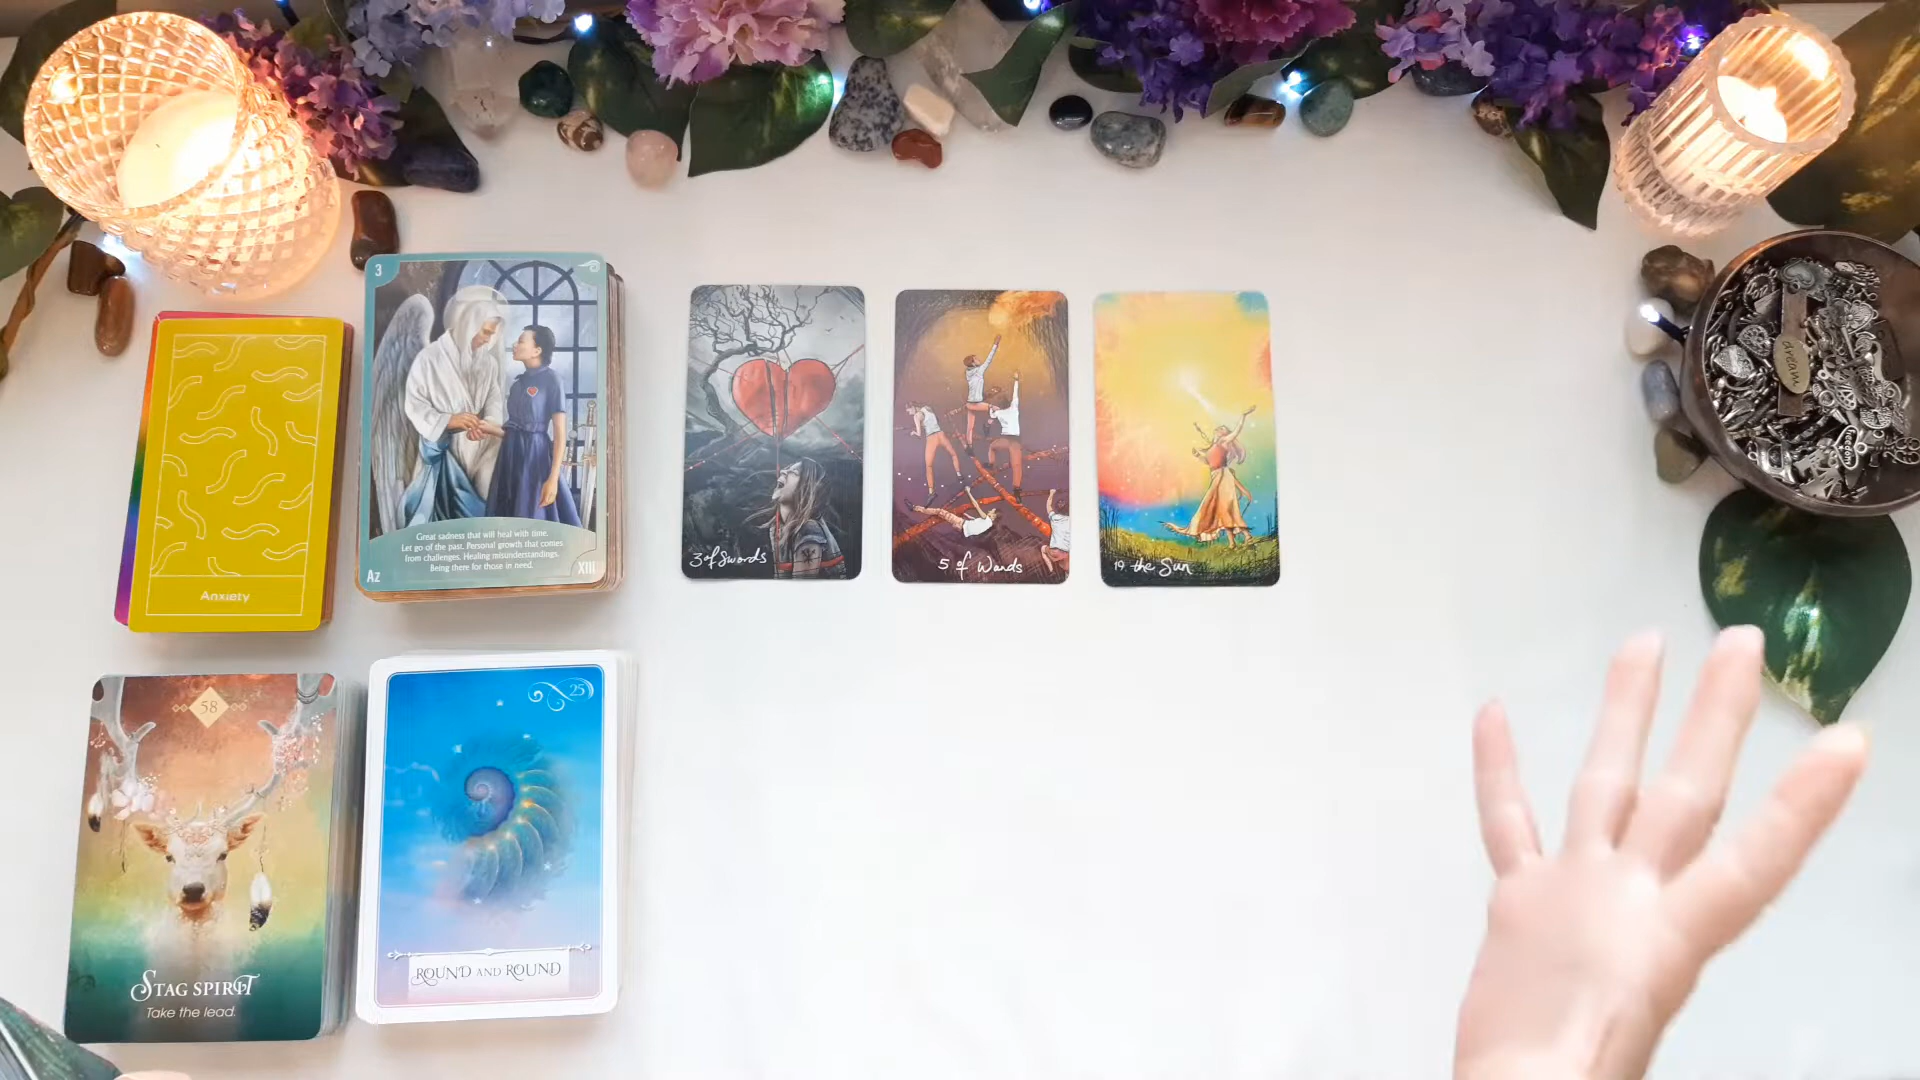 Anxiety
3
Great sadness that will heal with time.
Let go of the past. Personal growth that comes
from challenges. Healing misunderstandings.
Being there for those in need.
Az
XIII
3 of Swords
5 of Wands
19 the Sun
dream
freedom
58
STAG SPIRIT
Take the lead.
25
ROUND AND ROUND